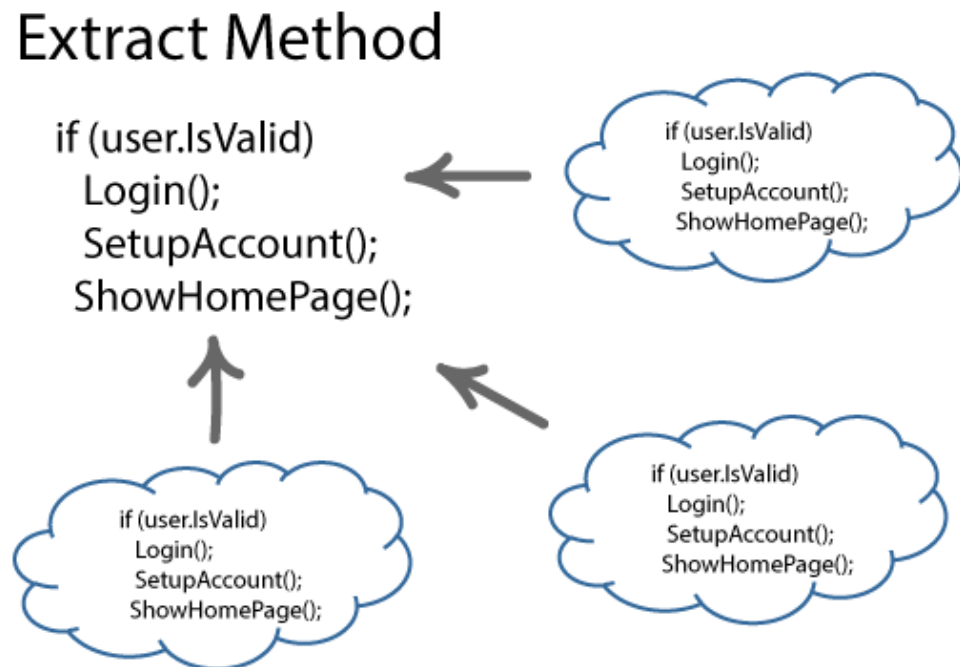 Extract Method
if (user.IsValid)
Login();
SetupAccount();
ShowHomePage();
if (user.IsValid)
Login();
SetupAccount();
ShowHomePage();
if (user.IsValid)
Login();
SetupAccount();
ShowHomePage();
if (user.IsValid)
Login();
SetupAccount();
ShowHomePage();